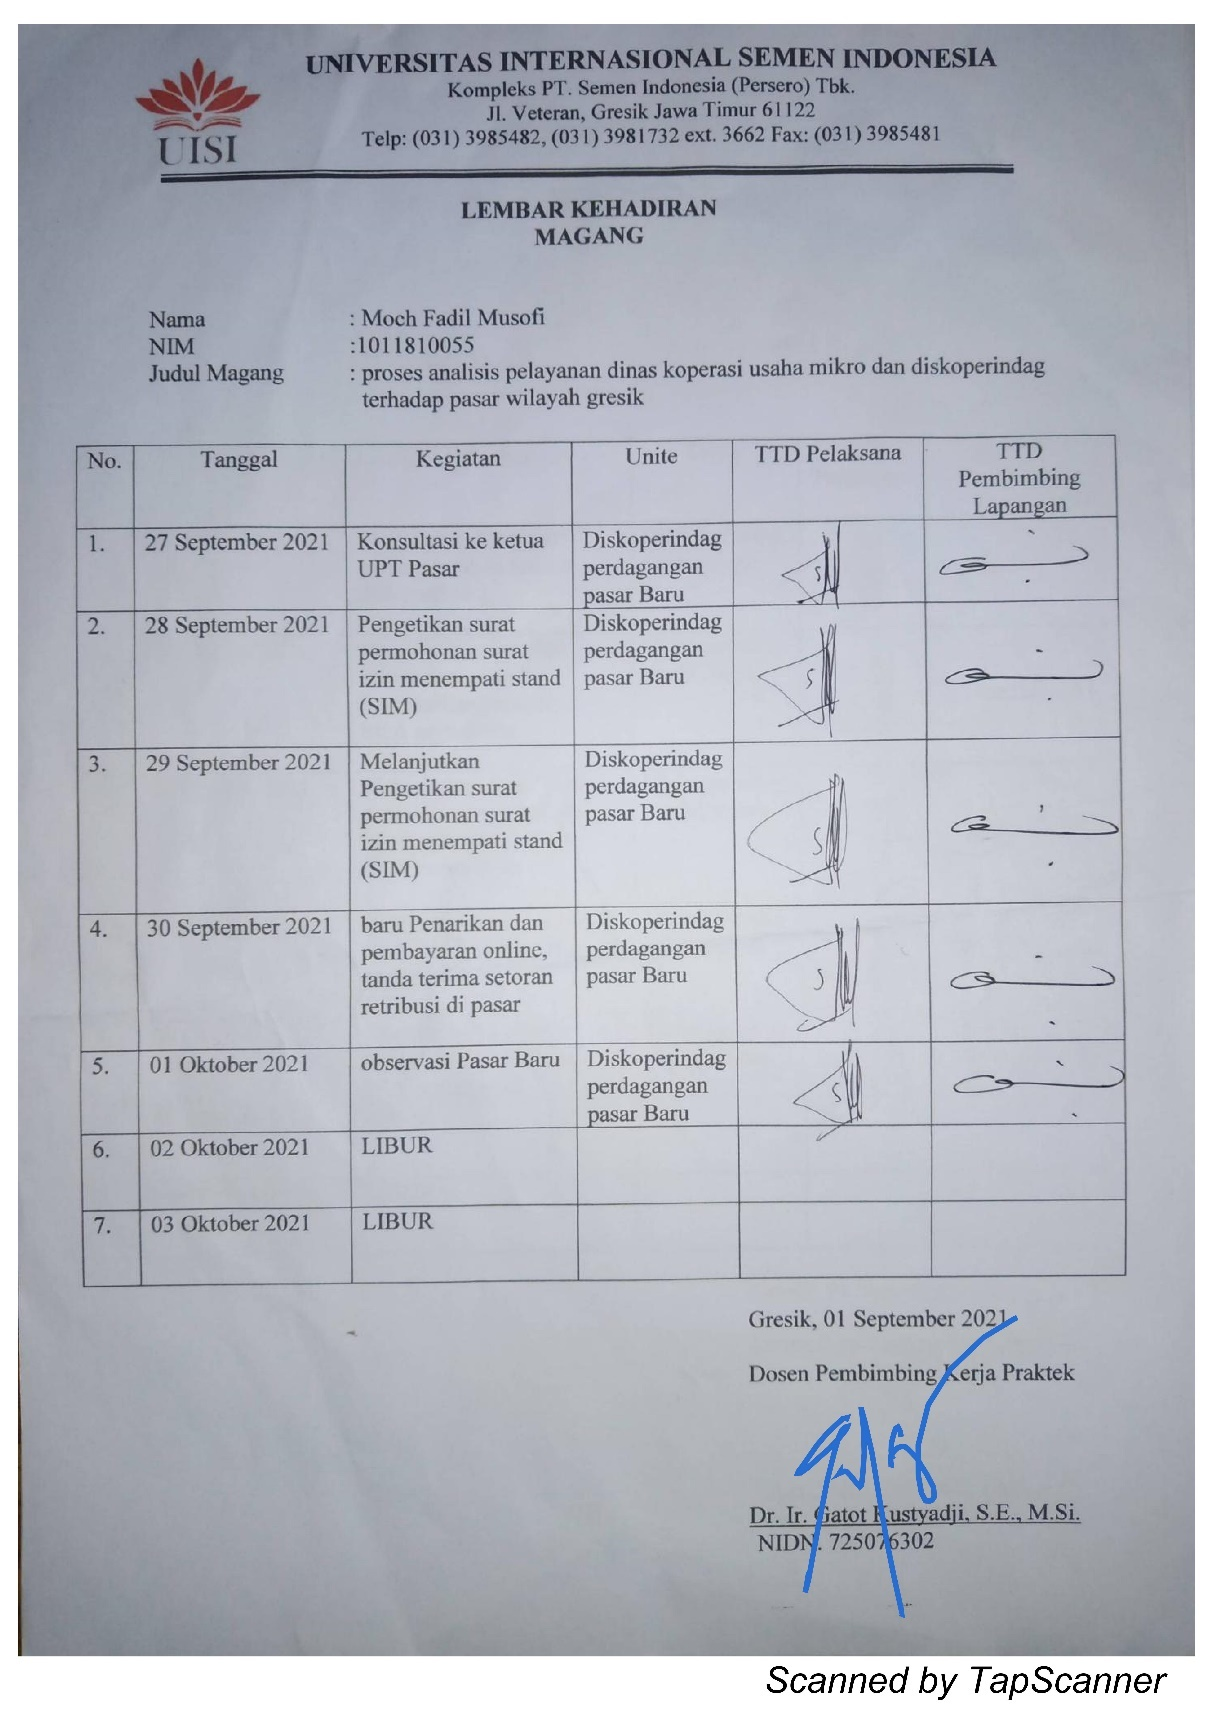 UNIVERSITAS INTERNASIONAL SEMEN INDONESIA
Kompleks PT. Semen Indonesia (Persero) Tbk.
Jl. Veteran, Gresik Jawa Timur 61122
Telp: (031) 3985482, (031) 3981732 ext. 3662 Fax: (031) 3985481
UISI
LEMBAR KEHADIRAN
MAGANG
Nama : Moch Fadil Musofi
NIM :1011810055
Judul Magang : proses analisis pelayanan dinas koperasi usaha mikro dan diskoperindag
terhadap pasar wilayah gresik
No. Tanggal Kegiatan Unite TTD Pelaksana TTD
Pembimbing
Lapangan
1. 27 September 2021 Konsultasi ke ketua Diskoperindag
UPT Pasar perdagangan
pasar Baru
2. 28 September 2021 Pengetikan surat Diskoperindag
permohonan surat perdagangan
izin menempati stand pasar Baru
(SIM)
3. 29 September 2021 Melanjutkan Diskoperindag
Pengetikan surat perdagangan
permohonan surat pasar Baru
izin menempati stand
(SIM)
4. 30 September 2021 baru Penarikan dan Diskoperindag
pembayaran online, perdagangan
tanda terima setoran pasar Baru
retribusi di pasar
5. 01 Oktober 2021 observasi Pasar Baru Diskoperindag
perdagangan
pasar Baru
6. 02 Oktober 2021 LIBUR
7. 03 Oktober 2021 LIBUR
Gresik, 01 September 2021
Dosen Pembimbing Kerja Praktek
Dr. Ir. Gatot Kustyadji, S.E., M.Si.
NIDN. 725076302
Scanned by TapScanner